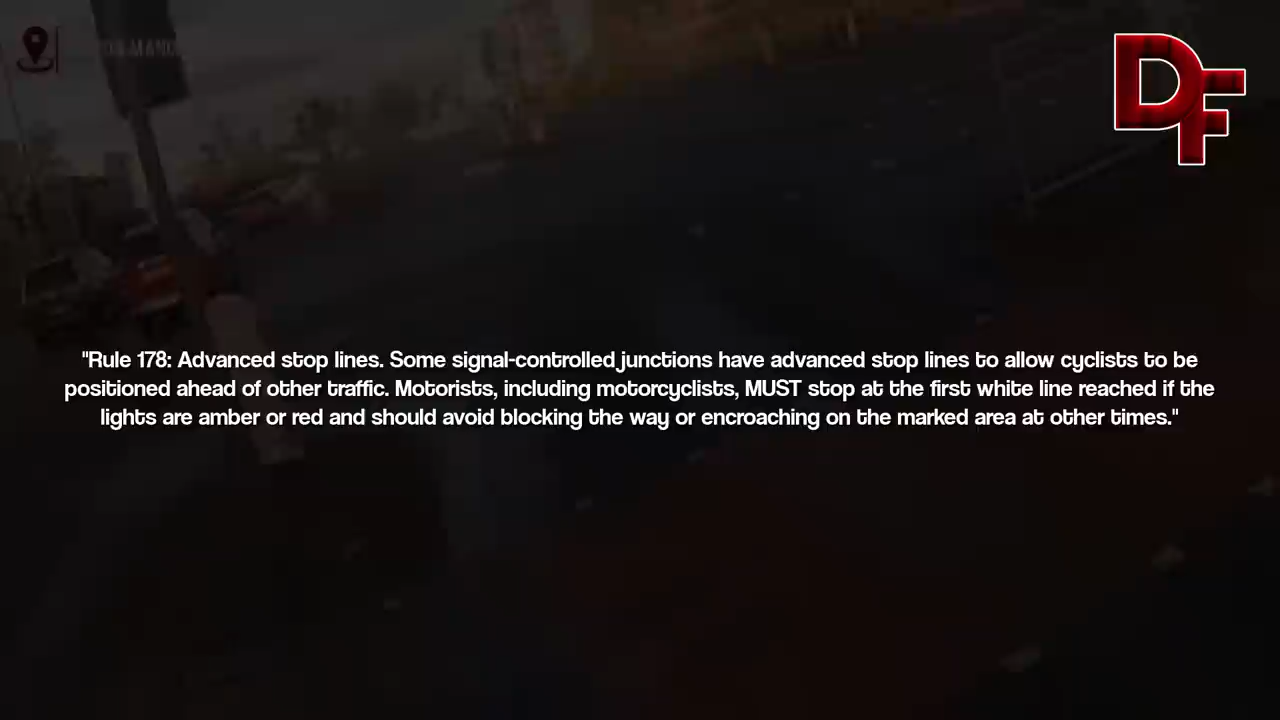 DF
"Rule 178: Advanced stop lines. Some signal-controlled junctions have advanced stop lines to allow cyclists to be
positioned ahead of other traffic. Motorists, including motorcyclists, MUST stop at the first white line reached if the
lights are amber or red and should avoid blocking the way or encroaching on the marked area at other times."